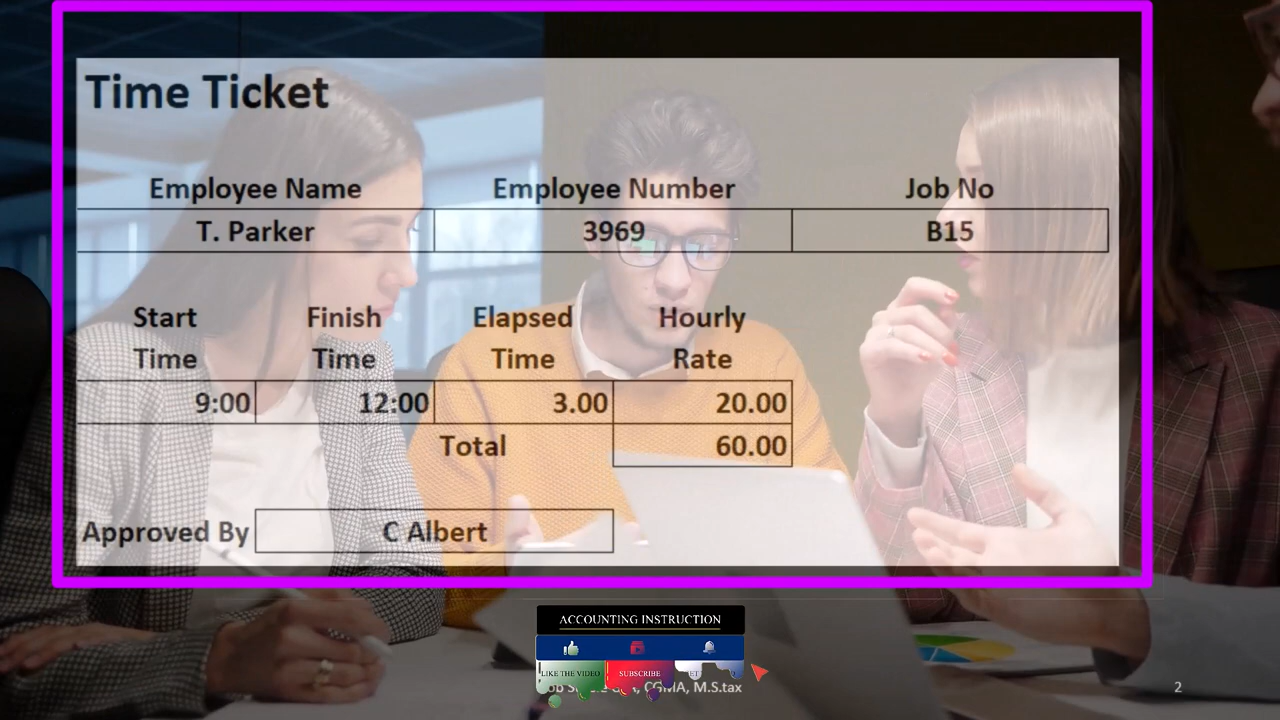 Time Ticket
Employee Name Employee Number Job No
T. Parker 3969 B15
Start Finish Elapsed Hourly
Time Time Time Rate
9:00 12:00 3.00 20.00
Total 60.00
Approved By C Albert
ACCOUNTING INSTRUCTION
LIKE THE VIDEO SUBSCRIBE
CGMA, M.S.tax 2